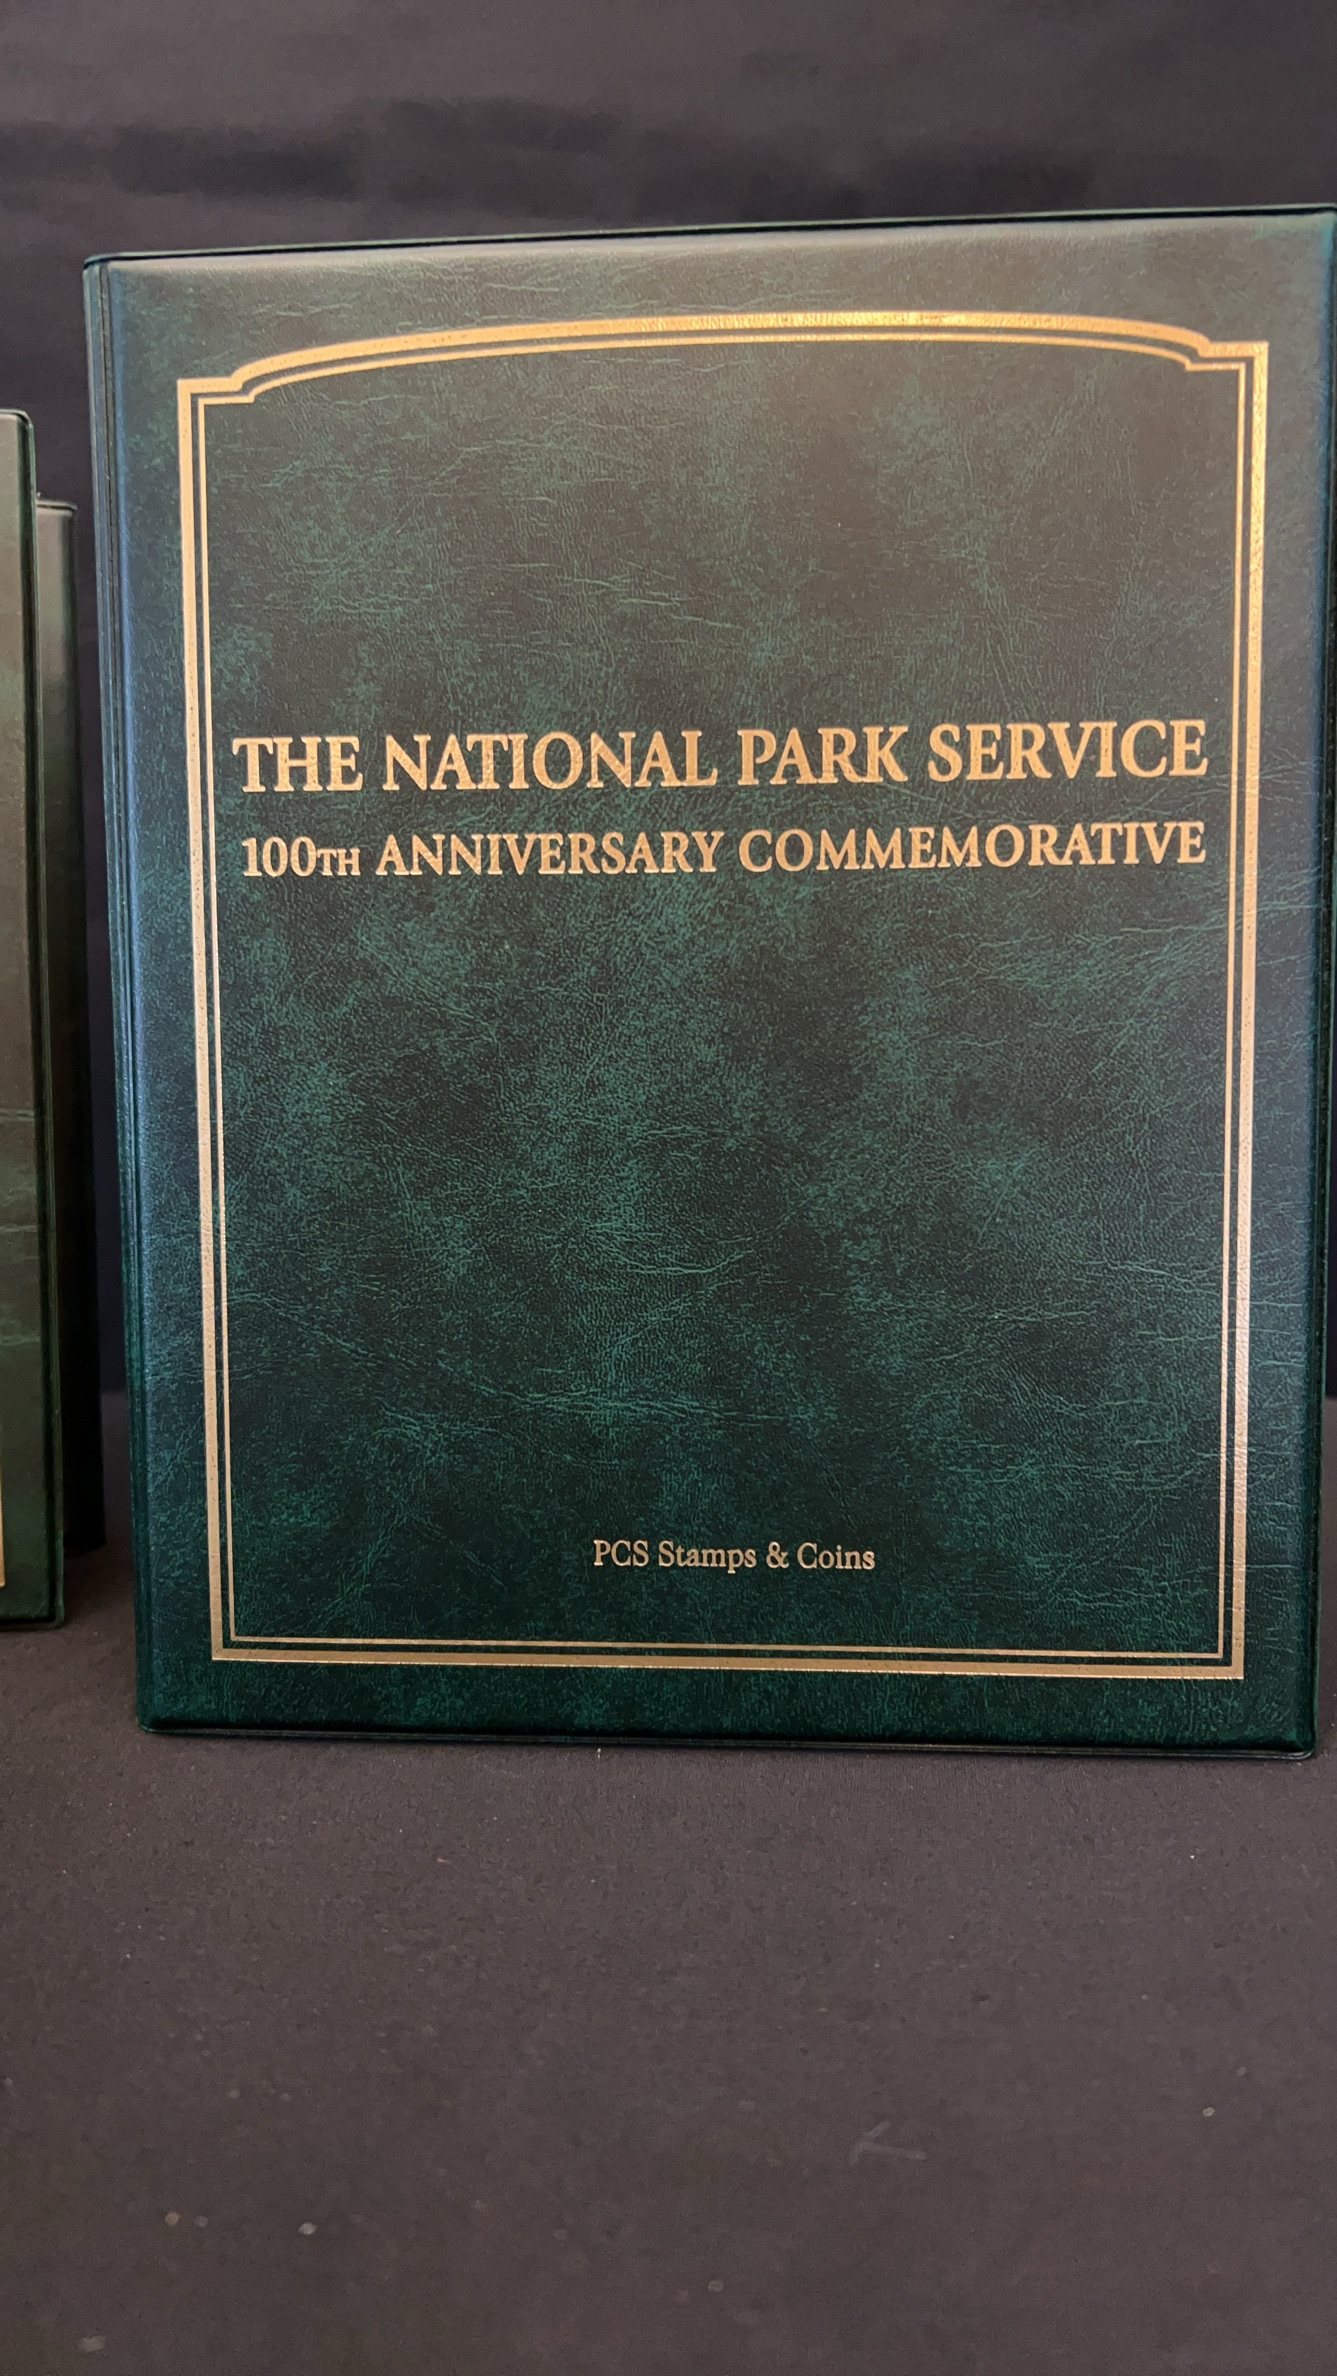 THE NATIONAL PARK SERVICE
100TH ANNIVERSARY COMMEMORATIVE
PCS Stamps & Coins